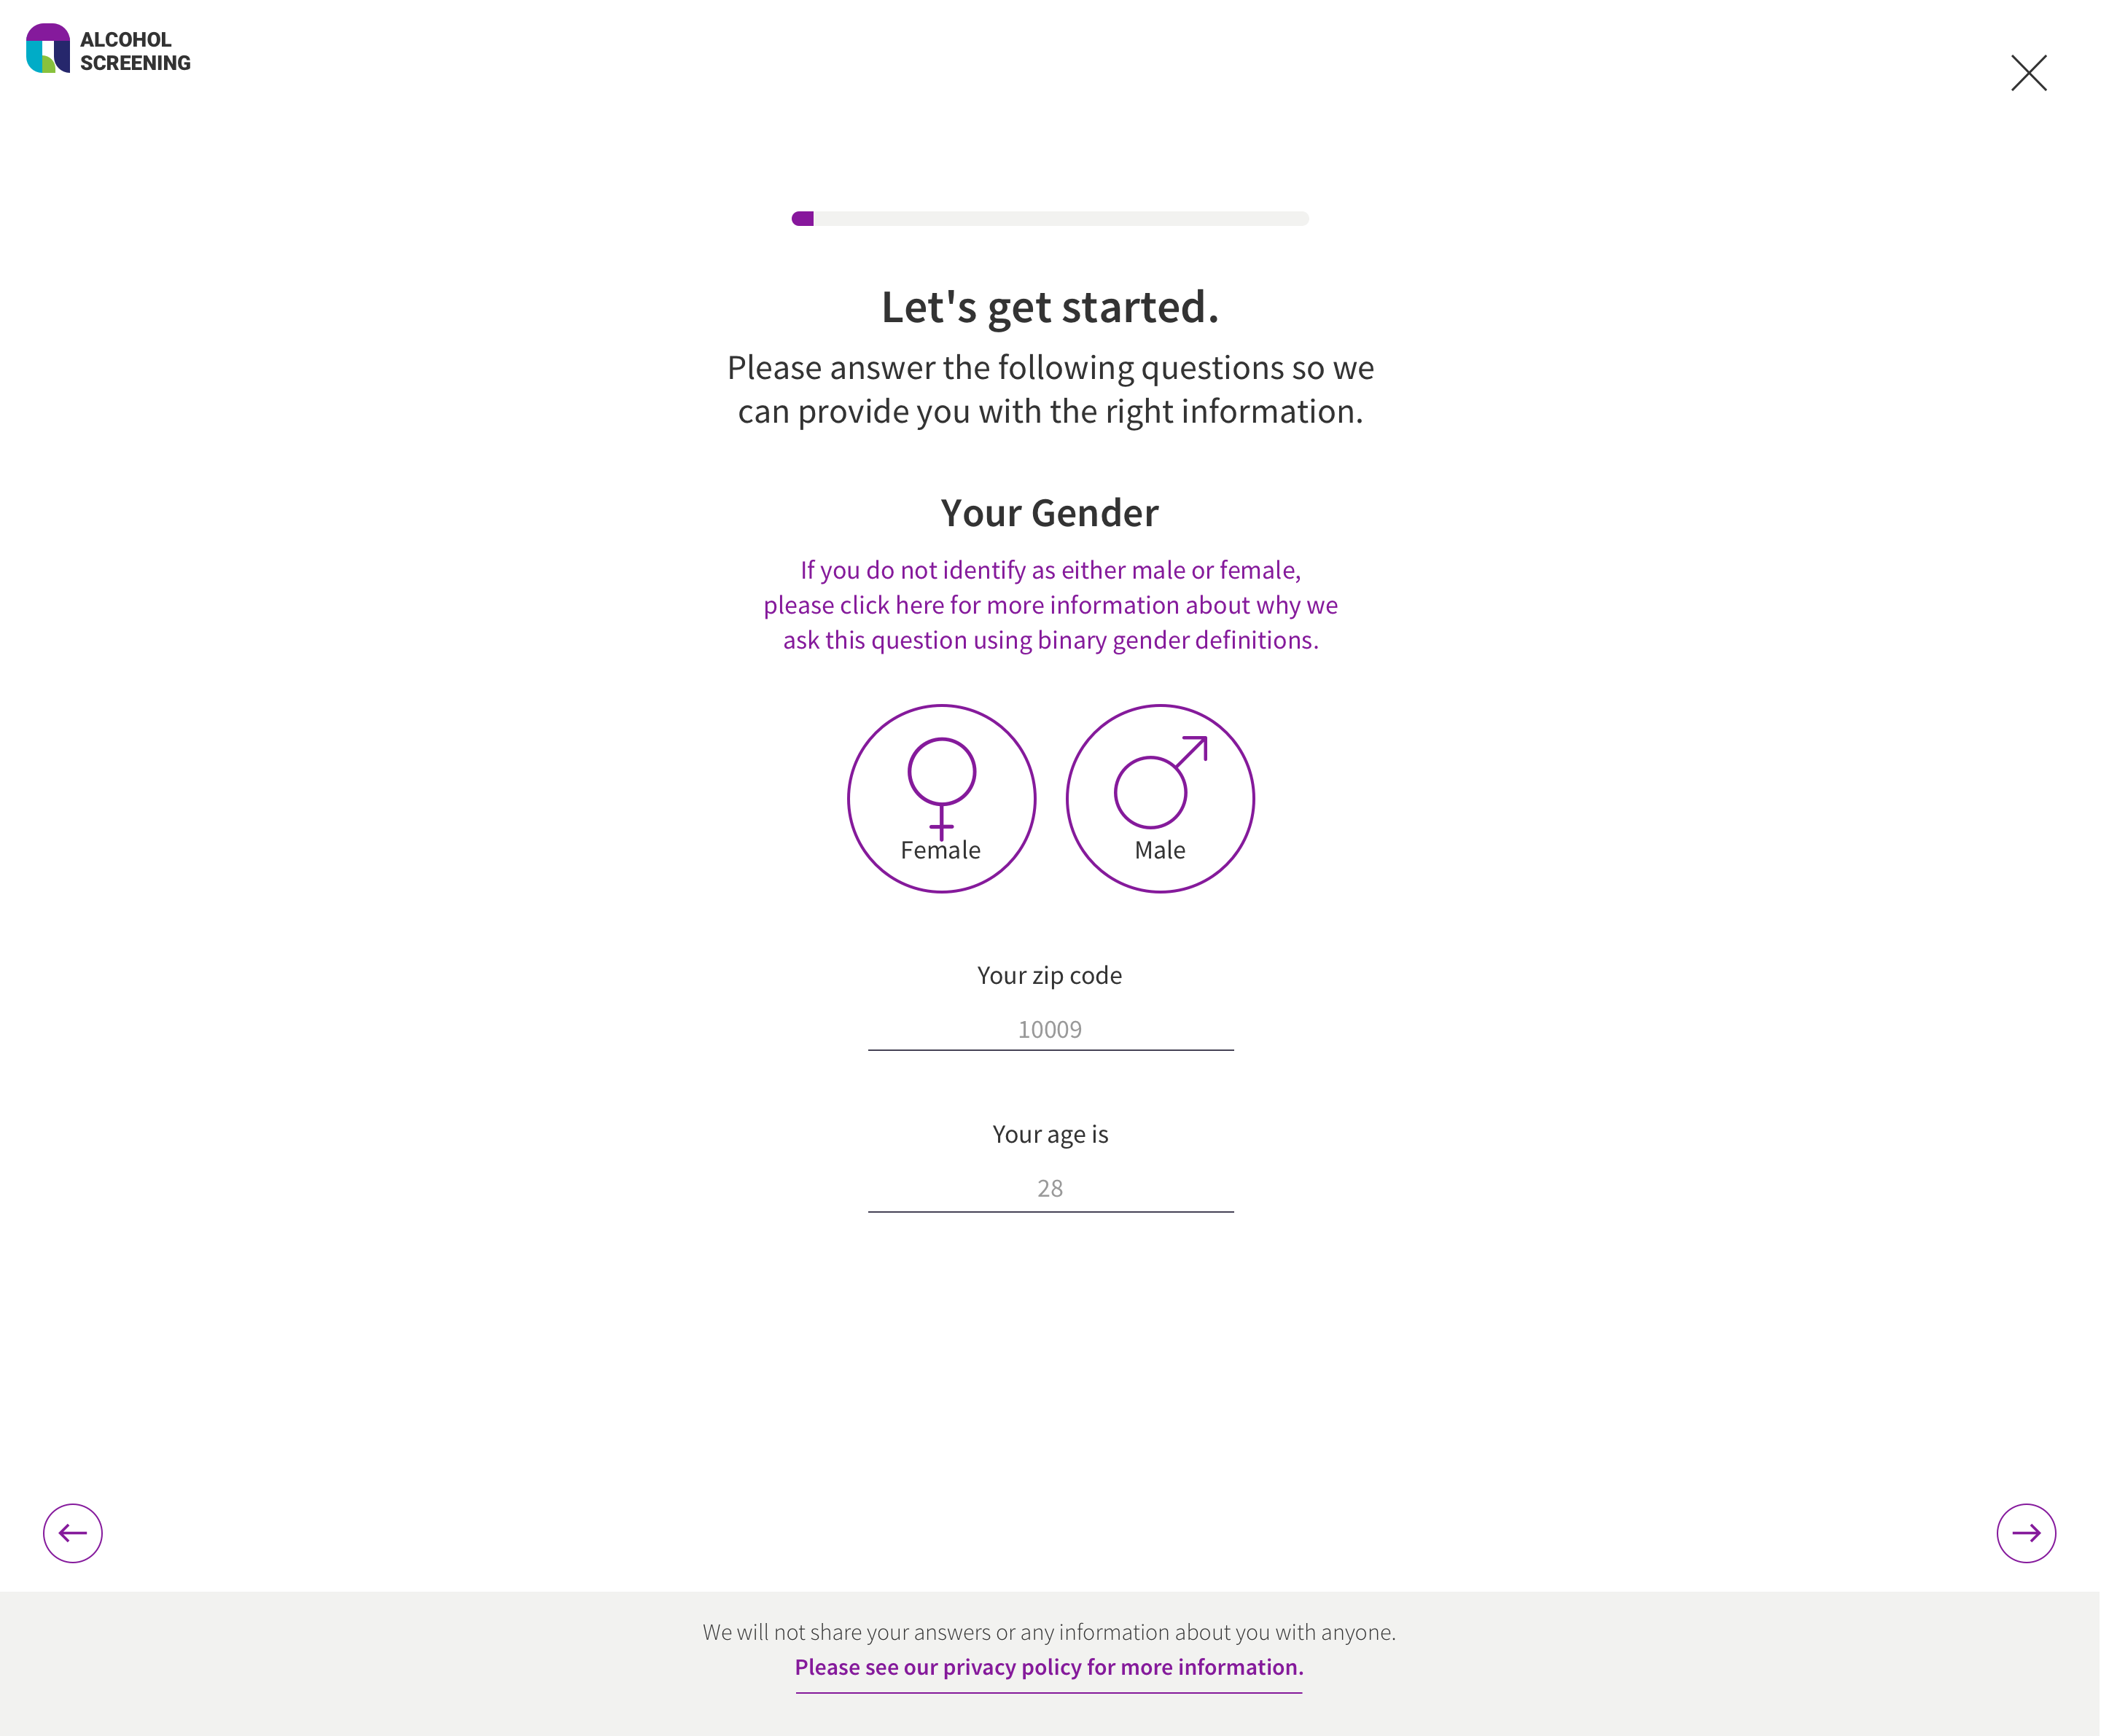 ALCOHOL
SCREENING
Let's get started.
Please answer the following questions so we
can provide you with the right information.
Your Gender
If you do not identify as either male or female,
please click here for more information about why we
ask this question using binary gender definitions.
Female
Male
Your zip code
10009
Your age is
28
We will not share your answers or any information about you with anyone.
Please see our privacy policy for more information.